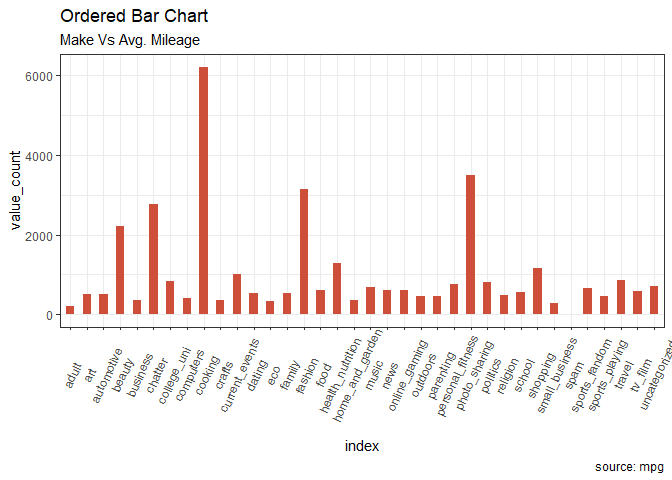 Ordered Bar Chart
Make Vs Avg. Mileage
6000
4000
2000
0
value_count
adult
art
automotive
beauty
business
chatter
college_uni
computers
cooking
crafts
current_events
dating
eco
family
fashion
food
health_nutrition
home_and_garden
music
news
online_gaming
outdoors
parenting
personal_fitness
photo_sharing
politics
religion
school
shopping
small_business
spam
sports_fandom
sports_playing
travel
tv_film
uncategorized
index
source: mpg